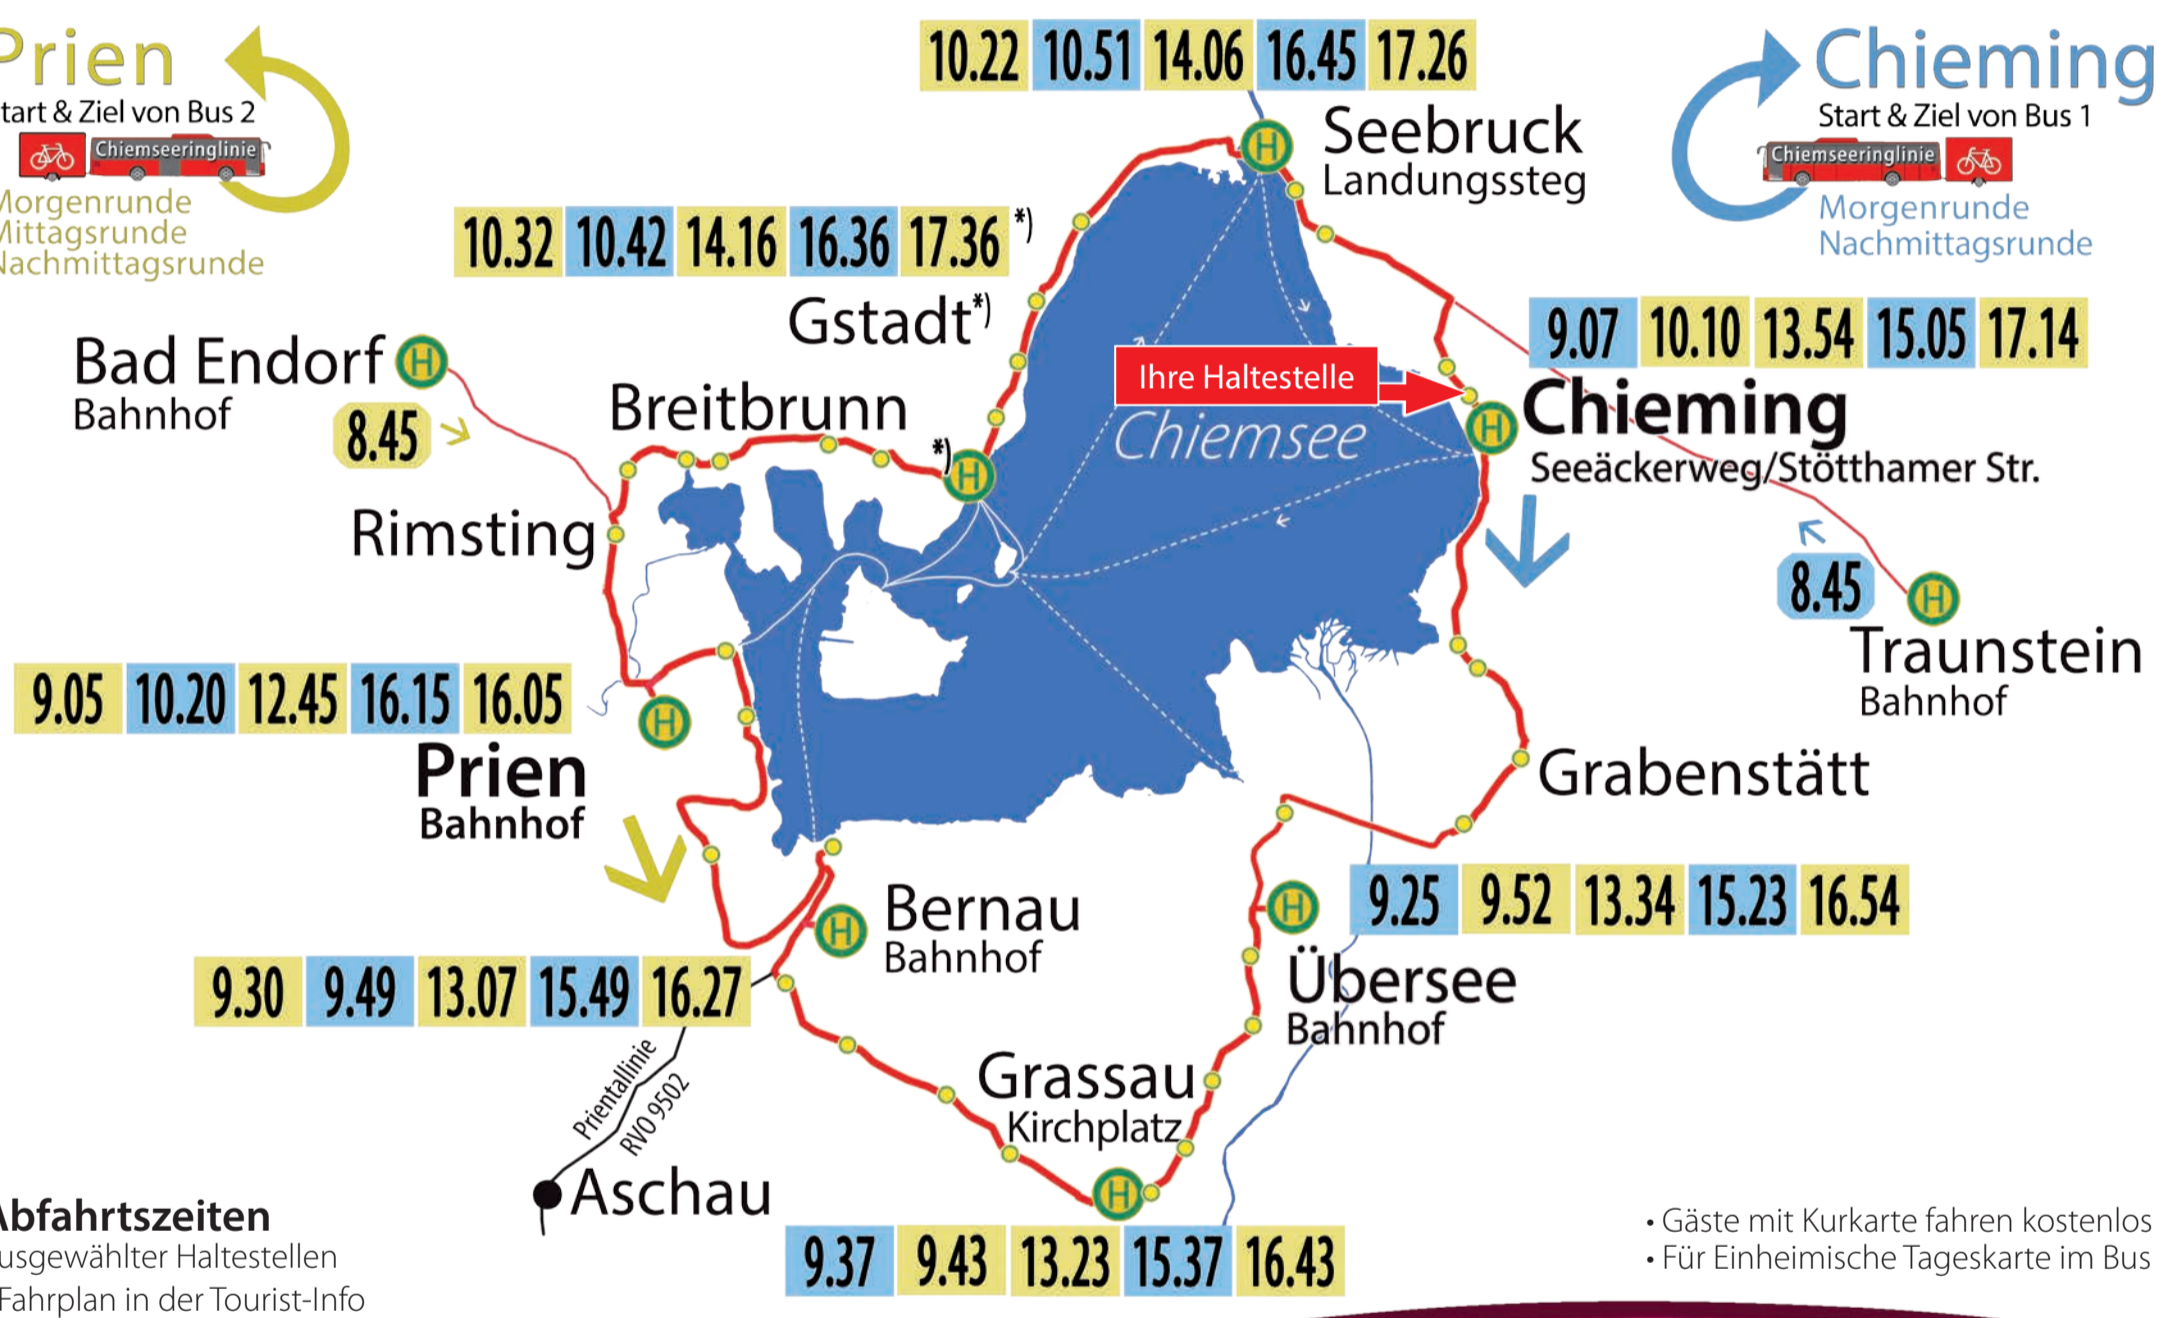 Prien
tart & Ziel von Bus 2
Chiemseeringlinie
Morgenrunde
Mittagsrunde
Nachmittagsrunde
10.22 10.51 14.06 16.45 17.26
Seebruck
Landungssteg
Chieming
Start & Ziel von Bus 1
Chiemseeringlinie
Morgenrunde
Nachmittagsrunde
10.32 10.42 14.16 16.36 17.36 *)
Gstadt*)
9.07 10.10 13.54 15.05 17.14
Chieming
Seeäckerweg/Stötthamer Str.
Bad Endorf H
Bahnhof
8.45
Breitbrunn
*)
H
H
Ihre Haltestelle
Chiemsee
H
Rimsting
8.45
H
Traunstein
Bahnhof
9.05 10.20 12.45 16.15 16.05
H
Prien
Bahnhof
Grabenstätt
9.25 9.52 13.34 15.23 16.54
H
Übersee
Bahnhof
H
Bernau
Bahnhof
9.30 9.49 13.07 15.49 16.27
Prientallinie
RVO 9502
Aschau
Grassau
Kirchplatz
H
9.37 9.43 13.23 15.37 16.43
Abfahrtszeiten
usgewählter Haltestellen
Fahrplan in der Tourist-Info
• Gäste mit Kurkarte fahren kostenlos
• Für Einheimische Tageskarte im Bus